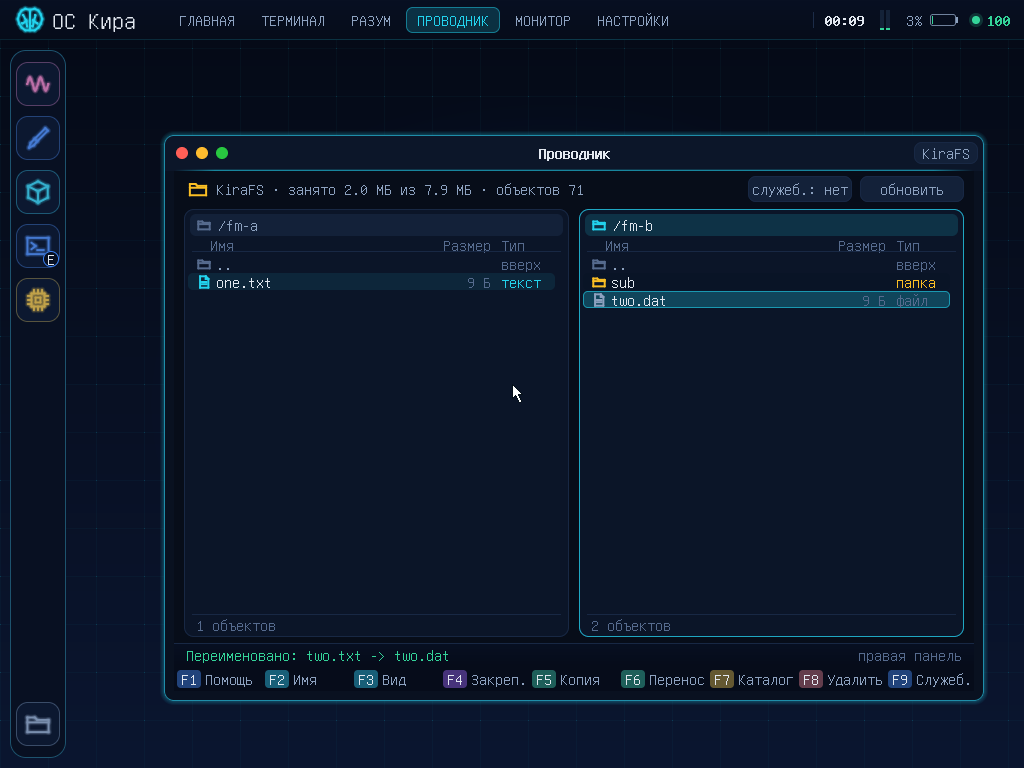 ОС Кира ГЛАВНАЯ ТЕРМИНАЛ РАЗУМ ПРОВОДНИК МОНИТОР НАСТРОЙКИ 00:09 3% 100
E
Проводник KiraFS
KiraFS · занято 2.0 МБ из 7.9 МБ · объектов 71 служеб.: нет обновить
/fm-a
Имя Размер Тип
.. вверх
one.txt 9 Б текст
1 объектов
/fm-b
Имя Размер Тип
.. вверх
sub папка
two.dat 9 Б файл
2 объектов
Переименовано: two.txt -> two.dat правая панель
F1 Помощь F2 Имя F3 Вид F4 Закреп. F5 Копия F6 Перенос F7 Каталог F8 Удалить F9 Служеб.